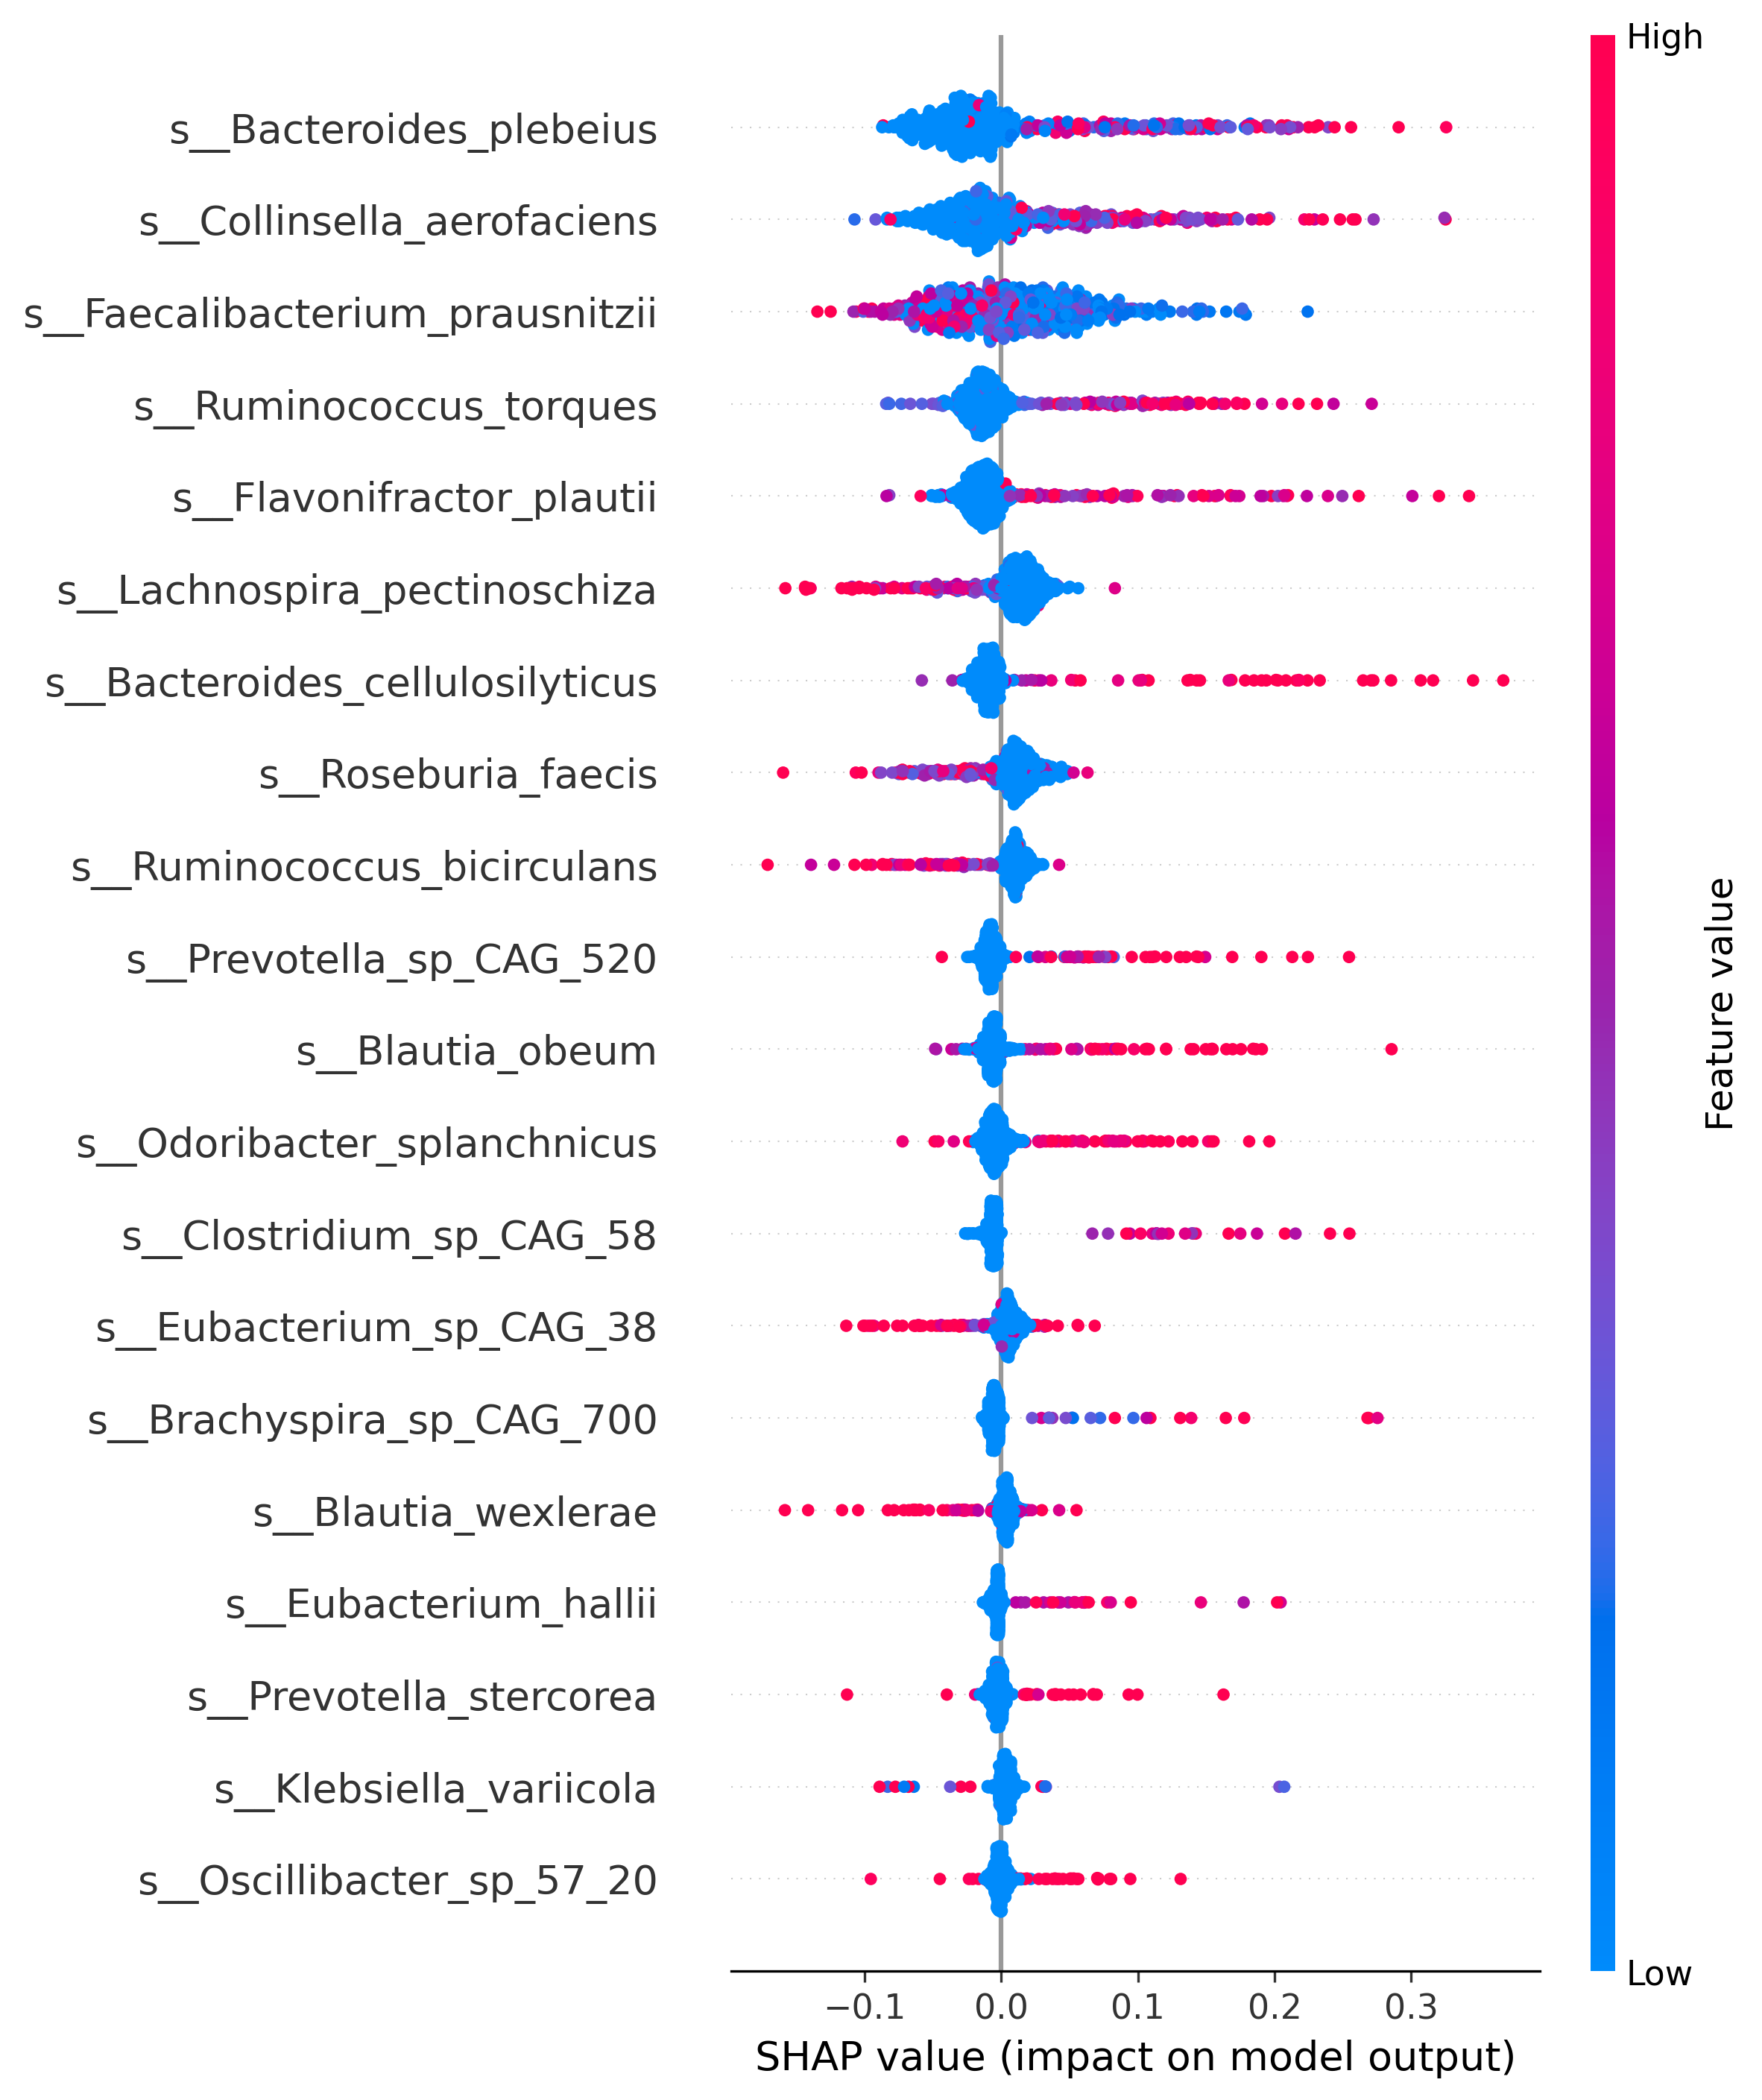 High
s__Bacteroides_plebeius
s__Collinsella_aerofaciens
s__Faecalibacterium_prausnitzii
s__Ruminococcus_torques
s__Flavonifractor_plautii
s__Lachnospira_pectinoschiza
s__Bacteroides_cellulosilyticus
s__Roseburia_faecis
s__Ruminococcus_bicirculans
s__Prevotella_sp_CAG_520
s__Blautia_obeum
s__Odoribacter_splanchnicus
s__Clostridium_sp_CAG_58
s__Eubacterium_sp_CAG_38
s__Brachyspira_sp_CAG_700
s__Blautia_wexlerae
s__Eubacterium_hallii
s__Prevotella_stercorea
s__Klebsiella_variicola
s__Oscillibacter_sp_57_20
Feature value
Low
−0.1 0.0 0.1 0.2 0.3
SHAP value (impact on model output)